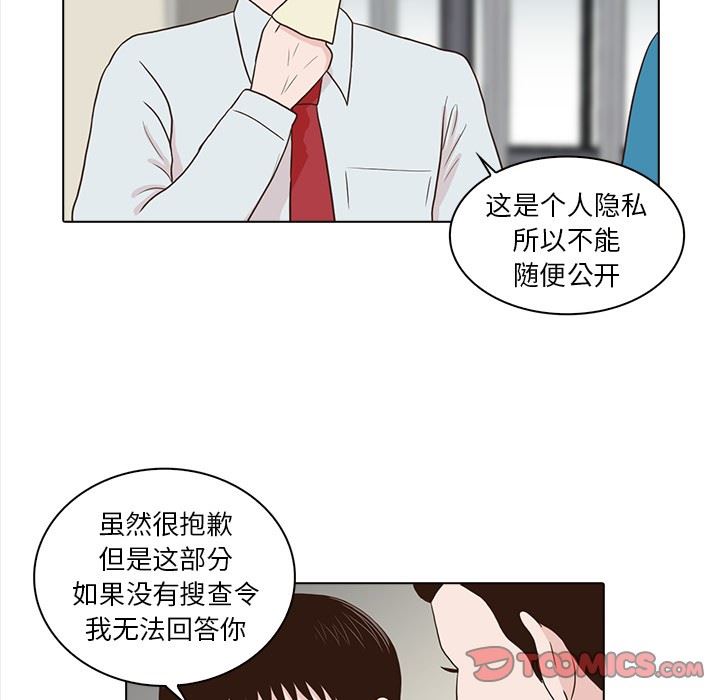 这是个人隐私
所以不能
随便公开
虽然很抱歉
但是这部分
如果没有搜查令
我无法回答你
DTOOMICS.COM